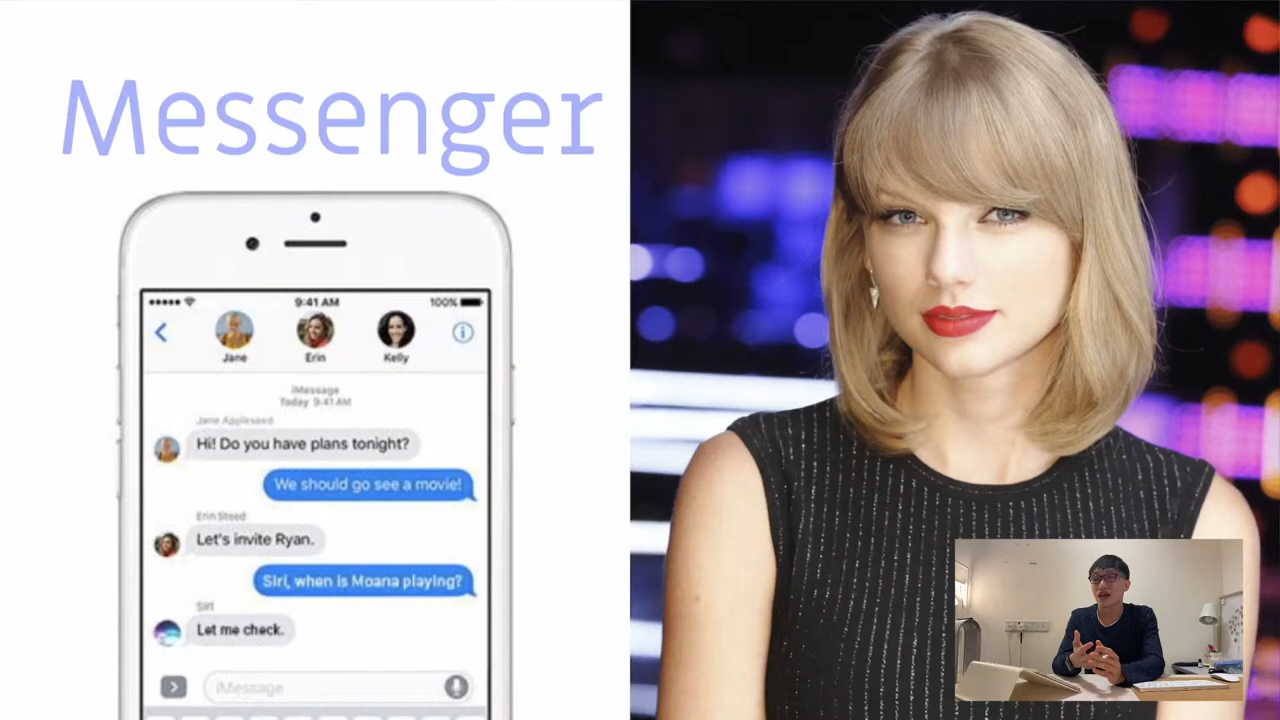 Messenger
9:41 AM
100%
Jane
Erin
Kelly
iMessage
Today 9:41 AM
Jane Appleseed
Hi! Do you have plans tonight?
We should go see a movie!
Erin Steed
Let's invite Ryan.
Siri, when is Moana playing?
Siri
Let me check.
iMessage